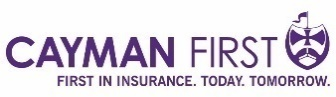 CAYMAN FIRST
FIRST IN INSURANCE. TODAY. TOMORROW.